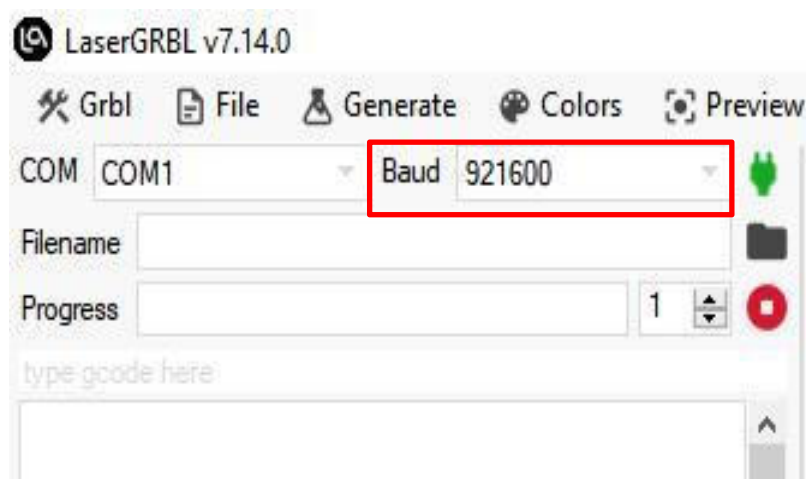 LaserGRBL v7.14.0
Grbl File Generate Colors Preview
COM COM1 Baud 921600
Filename
Progress 1
type gcode here